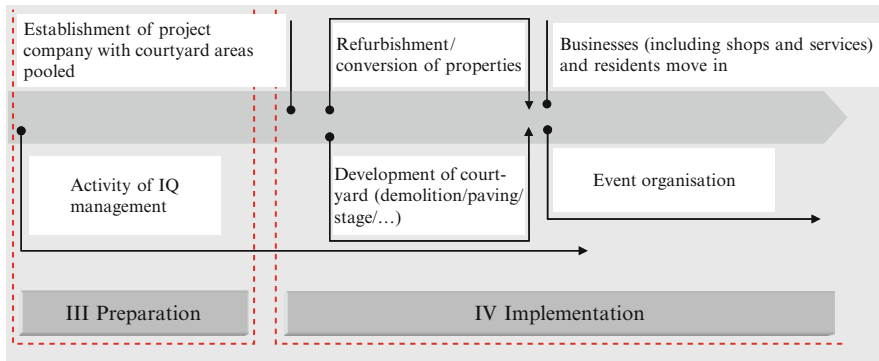 Establishment of project
company with courtyard areas
pooled
Refurbishment/
conversion of properties
Businesses (including shops and services)
and residents move in
Activity of IQ
management
Development of court-
yard (demolition/paving/
stage/…)
Event organisation
III Preparation
IV Implementation